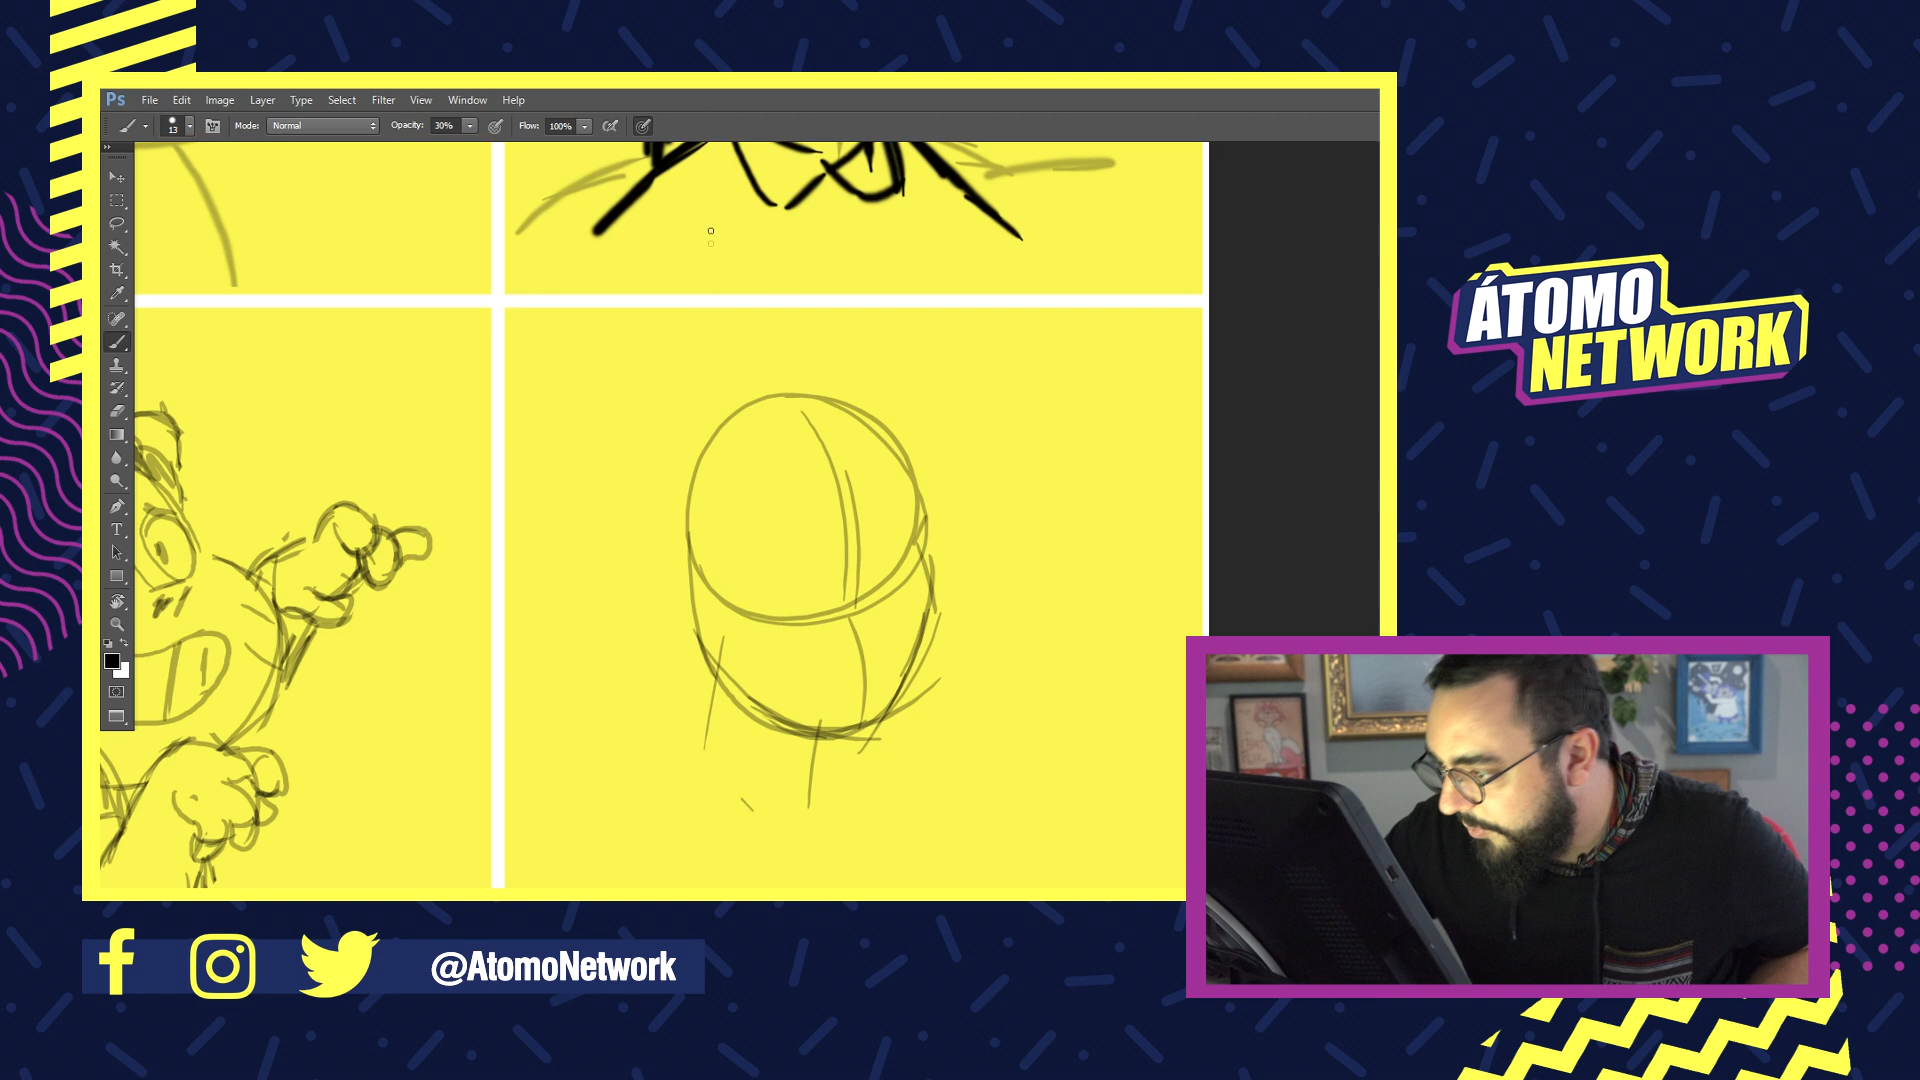 Ps File Edit Image Layer Type Select Filter View Window Help
13 Mode: Normal Opacity: 30% Flow: 100%
T
ÁTOMO
NETWORK
@AtomoNetwork